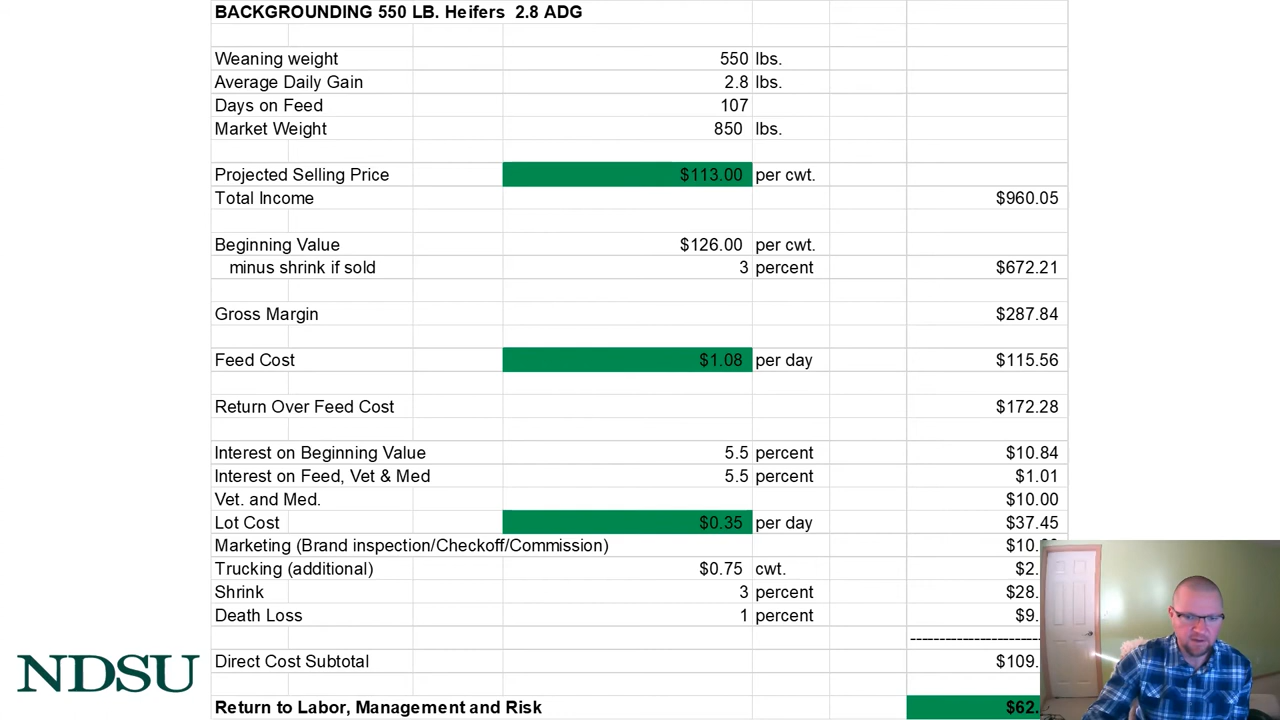 BACKGROUNDING 550 LB. Heifers 2.8 ADG
Weaning weight 550 lbs.
Average Daily Gain 2.8 lbs.
Days on Feed 107
Market Weight 850 lbs.
Projected Selling Price $113.00 per cwt.
Total Income $960.05
Beginning Value $126.00 per cwt.
minus shrink if sold 3 percent $672.21
Gross Margin $287.84
Feed Cost $1.08 per day $115.56
Return Over Feed Cost $172.28
Interest on Beginning Value 5.5 percent $10.84
Interest on Feed, Vet & Med 5.5 percent $1.01
Vet. and Med. $10.00
Lot Cost $0.35 per day $37.45
Marketing (Brand inspection/Checkoff/Commission) $10.
Trucking (additional) $0.75 cwt. $2.
Shrink 3 percent $28.
Death Loss 1 percent $9.
----------------------
Direct Cost Subtotal $109.
NDSU
Return to Labor, Management and Risk $62.